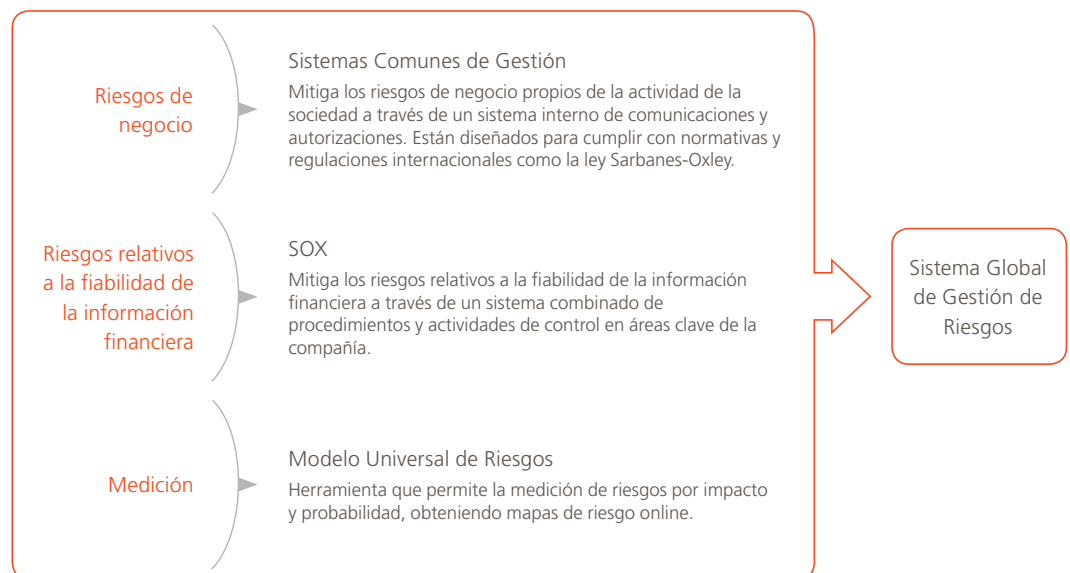 Riesgos de
negocio
Sistemas Comunes de Gestión
Mitiga los riesgos de negocio propios de la actividad de la
sociedad a través de un sistema interno de comunicaciones y
autorizaciones. Están diseñados para cumplir con normativas y
regulaciones internacionales como la ley Sarbanes-Oxley.
Riesgos relativos
a la fiabilidad de
la información
financiera
SOX
Mitiga los riesgos relativos a la fiabilidad de la información
financiera a través de un sistema combinado de
procedimientos y actividades de control en áreas clave de la
compañía.
Medición
Modelo Universal de Riesgos
Herramienta que permite la medición de riesgos por impacto
y probabilidad, obteniendo mapas de riesgo online.
Sistema Global
de Gestión de
Riesgos